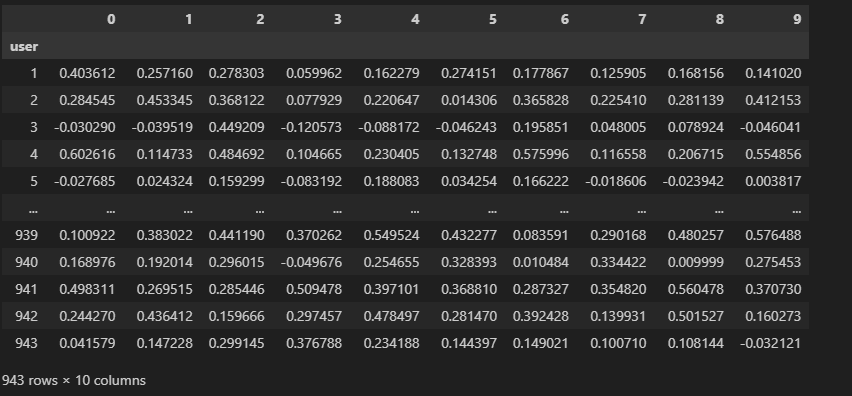 0 1 2 3 4 5 6 7 8 9
user
1 0.403612 0.257160 0.278303 0.059962 0.162279 0.274151 0.177867 0.125905 0.168156 0.141020
2 0.284545 0.453345 0.368122 0.077929 0.220647 0.014306 0.365828 0.225410 0.281139 0.412153
3 -0.030290 -0.039519 0.449209 -0.120573 -0.088172 -0.046243 0.195851 0.048005 0.078924 -0.046041
4 0.602616 0.114733 0.484692 0.104665 0.230405 0.132748 0.575996 0.116558 0.206715 0.554856
5 -0.027685 0.024324 0.159299 -0.083192 0.188083 0.034254 0.166222 -0.018606 -0.023942 0.003817
... ... ... ... ... ... ... ... ... ... ...
939 0.100922 0.383022 0.441190 0.370262 0.549524 0.432277 0.083591 0.290168 0.480257 0.576488
940 0.168976 0.192014 0.296015 -0.049676 0.254655 0.328393 0.010484 0.334422 0.009999 0.275453
941 0.498311 0.269515 0.285446 0.509478 0.397101 0.368810 0.287327 0.354820 0.560478 0.370730
942 0.244270 0.436412 0.159666 0.297457 0.478497 0.281470 0.392428 0.139931 0.501527 0.160273
943 0.041579 0.147228 0.299145 0.376788 0.234188 0.144397 0.149021 0.100710 0.108144 -0.032121
943 rows × 10 columns